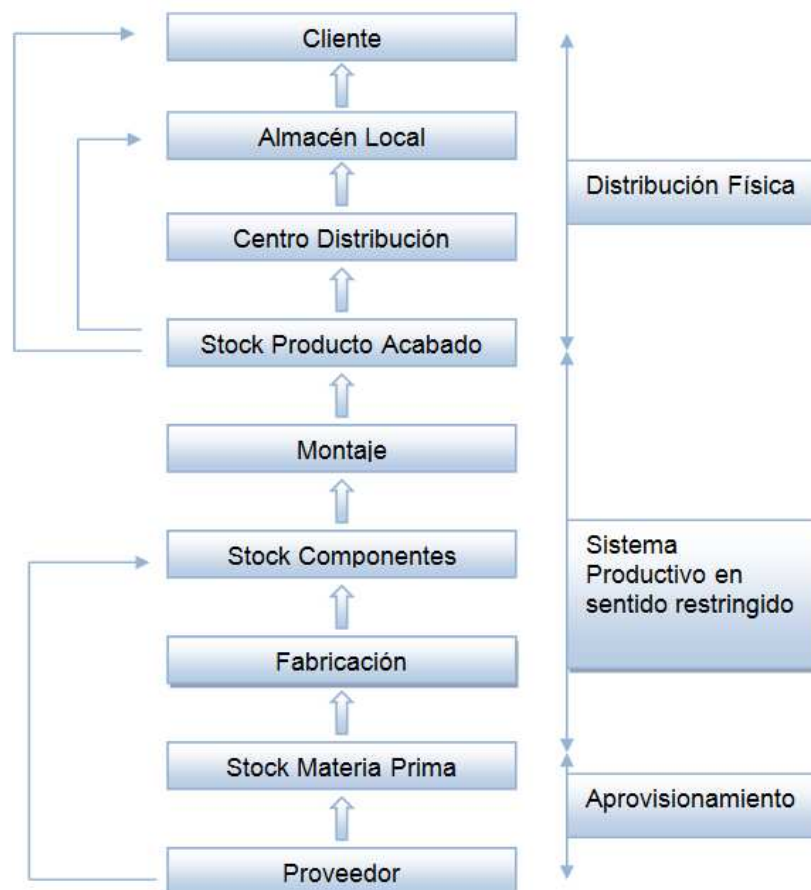 Cliente
Almacén Local
Centro Distribución
Stock Producto Acabado
Montaje
Stock Componentes
Fabricación
Stock Materia Prima
Proveedor
Distribución Física
Sistema
Productivo en
sentido restringido
Aprovisionamiento